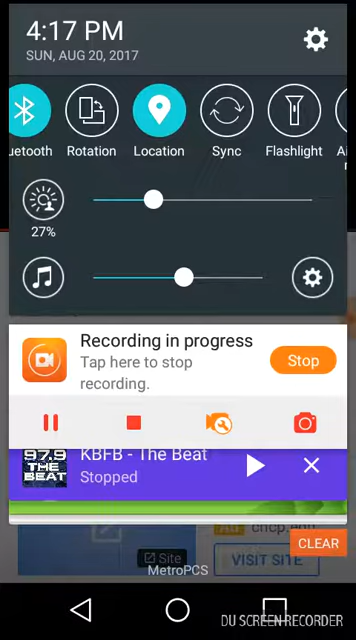 4:17 PM
SUN, AUG 20, 2017
uetooth
Rotation
Location
Sync
Flashlight
27%
Recording in progress
Tap here to stop
recording.
Stop
97.9
THE
BEAT
KBFB - The Beat
Stopped
CLEAR
Site
VISIT SITE
MetroPCS
DU SCREEN RECORDER